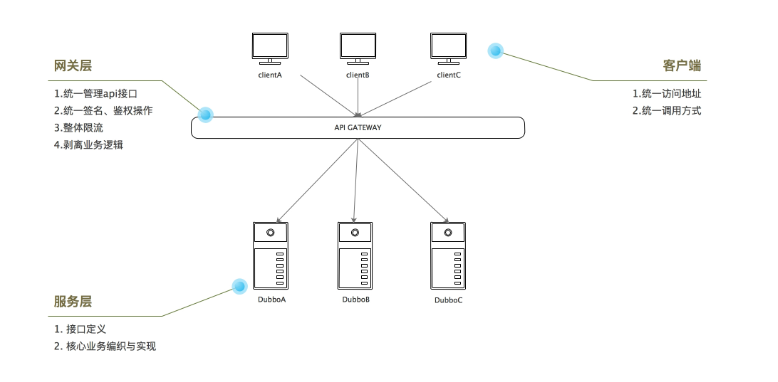 clientA
clientB
clientC
网关层
1.统一管理api接口
2.统一签名、鉴权操作
3.整体限流
4.剥离业务逻辑
客户端
1.统一访问地址
2.统一调用方式
API GATEWAY
DubboA
DubboB
DubboC
服务层
1. 接口定义
2. 核心业务编织与实现